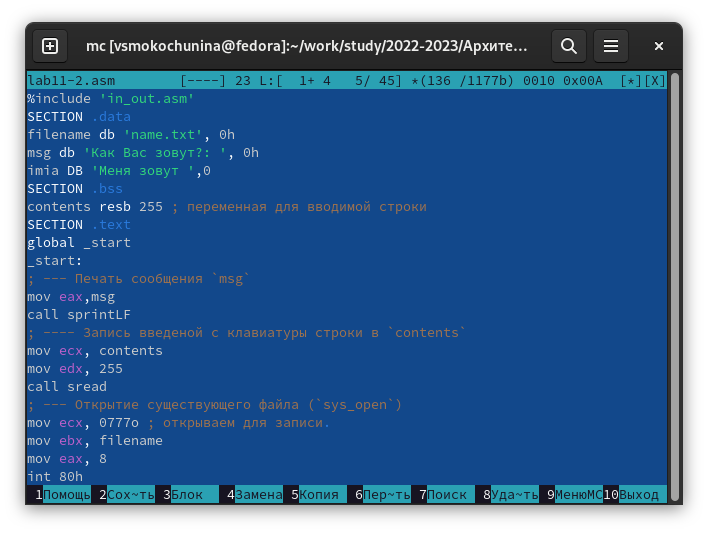 mc [vsmokochunina@fedora]:~/work/study/2022-2023/Архите…
lab11-2.asm [----] 23 L:[ 1+ 4 5/ 45] *(136 /1177b) 0010 0x00A [*][X]
%include 'in_out.asm'
SECTION .data
filename db 'name.txt', 0h
msg db 'Как Вас зовут?: ', 0h
imia DB 'Меня зовут ',0
SECTION .bss
contents resb 255 ; переменная для вводимой строки
SECTION .text
global _start
_start:
; --- Печать сообщения `msg`
mov eax,msg
call sprintLF
; ---- Запись введеной с клавиатуры строки в `contents`
mov ecx, contents
mov edx, 255
call sread
; --- Открытие существующего файла (`sys_open`)
mov ecx, 0777o ; открываем для записи.
mov ebx, filename
mov eax, 8
int 80h
1Помощь 2Сох~ть 3Блок 4Замена 5Копия 6Пер~ть 7Поиск 8Уда~ть 9МенюMC 10Выход